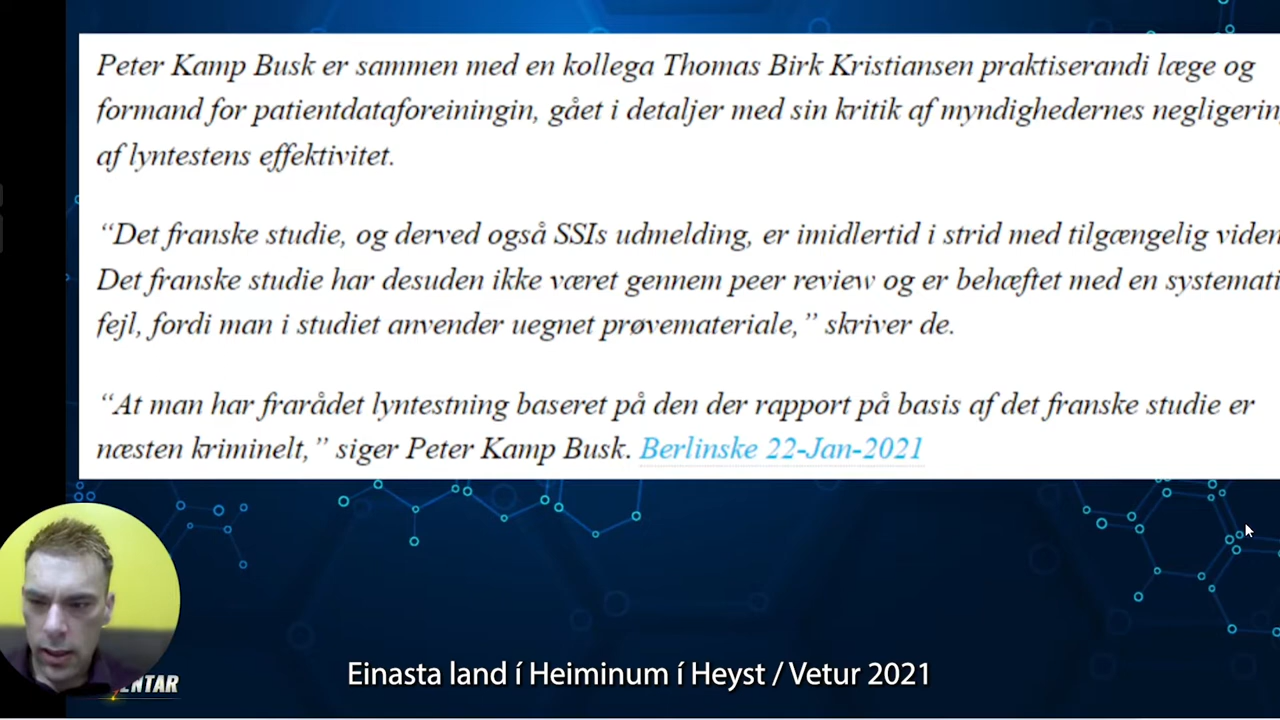 Peter Kamp Busk er sammen med en kollega Thomas Birk Kristiansen praktiserandi læge og
formand for patientdataforeiningin, gået i detaljer med sin kritik af myndighedernes
af lyntestens effektivitet.
“Det franske studie, og derved også SSIs udmelding, er imidlertid i strid med tilgængelig viden
Det franske studie har desuden ikke været gennem peer review og er behæftet med en
fejl, fordi man i studiet anvender uegnet prøvemateriale,” skriver de.
“At man har frarådet lyntestning baseret på den der rapport på basis af det franske studie er
næsten kriminelt,” siger Peter Kamp Busk. Berlinske 22-Jan-2021
Einasta land í Heiminum í Heyst / Vetur 2021